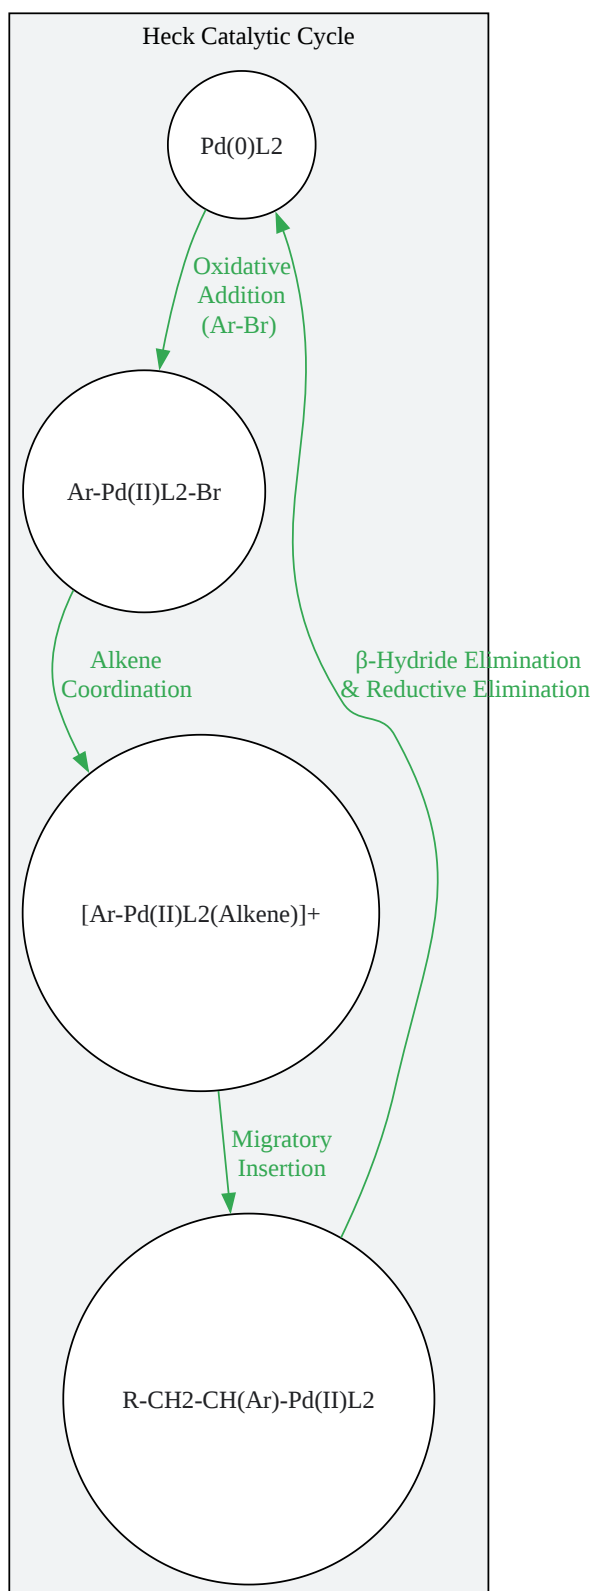 Heck Catalytic Cycle
Pd(0)L2
Oxidative
Addition
(Ar-Br)
Ar-Pd(II)L2-Br
Alkene
Coordination
β-Hydride Elimination
& Reductive Elimination
[Ar-Pd(II)L2(Alkene)]+
Migratory
Insertion
R-CH2-CH(Ar)-Pd(II)L2